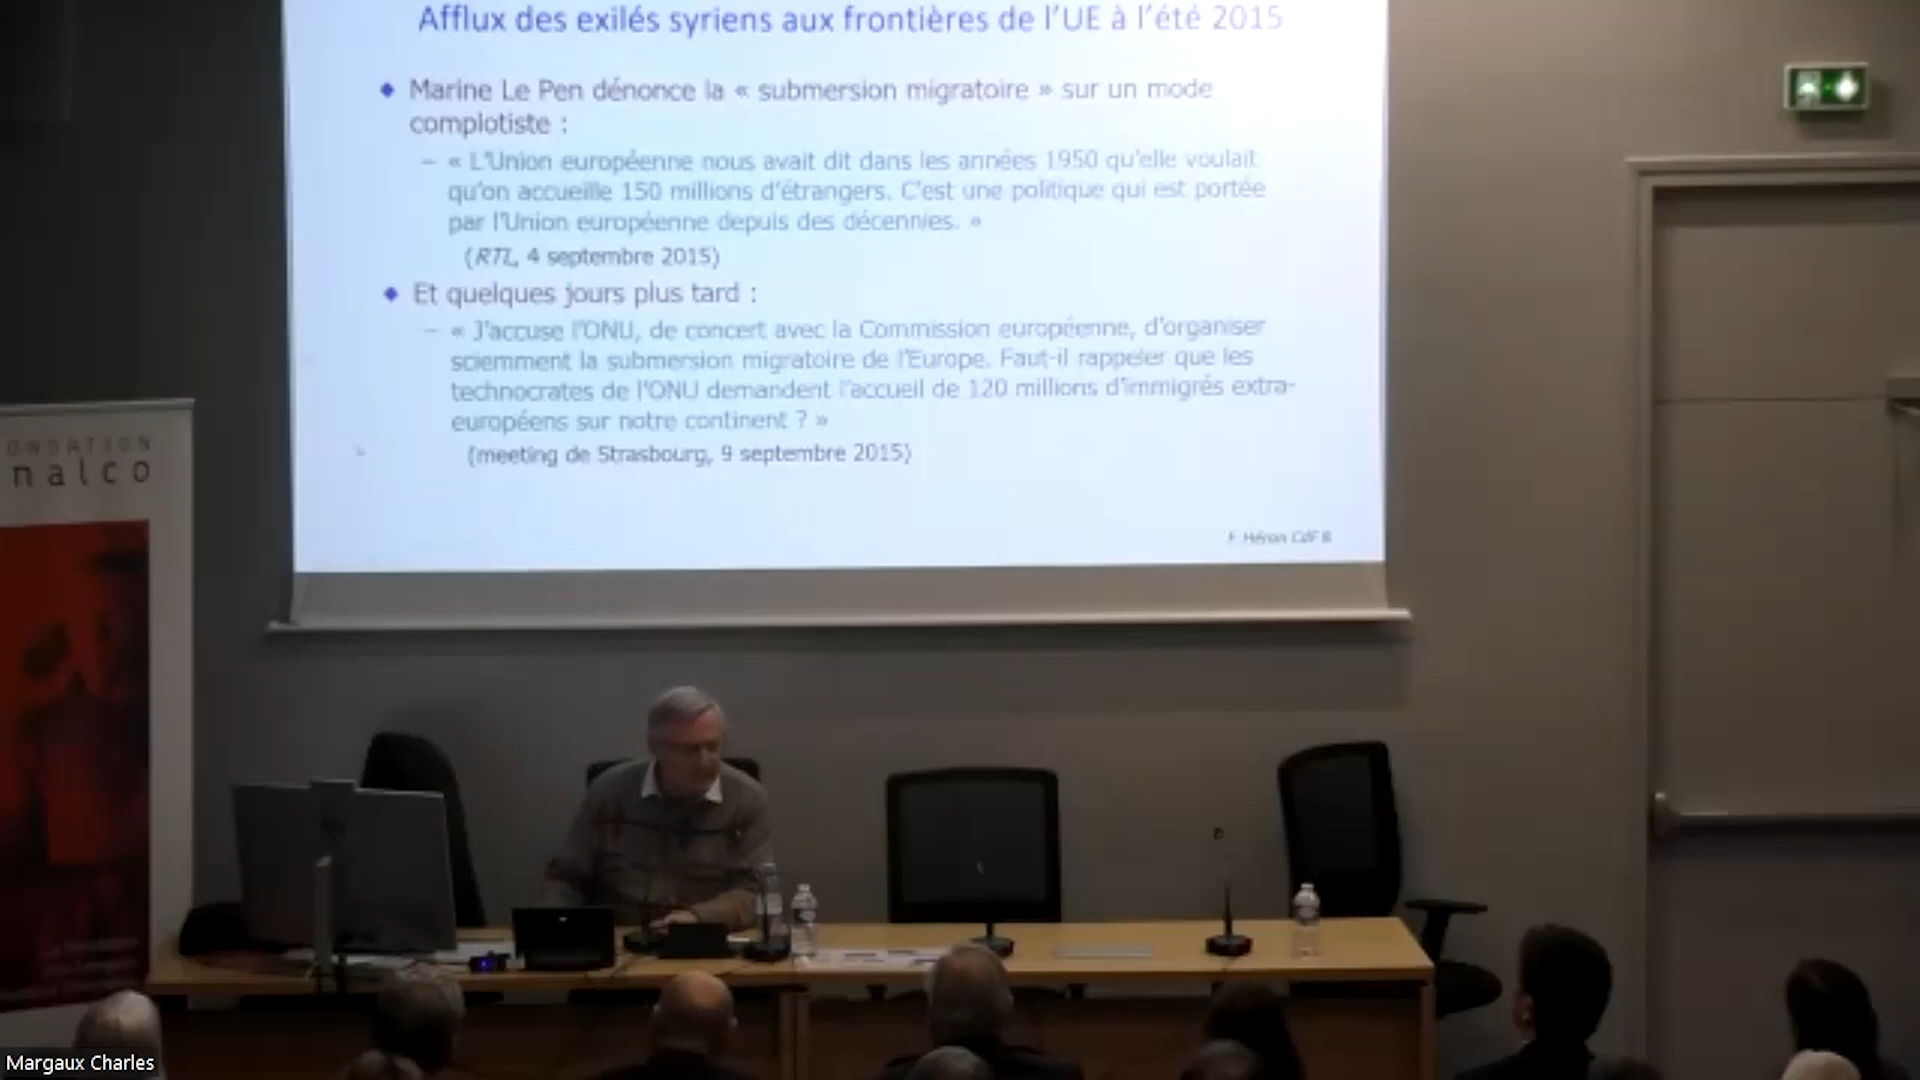 Afflux des exilés syriens aux frontières de l'UE à l'été 2015
◆ Marine Le Pen dénonce la « submersion migratoire » sur un mode
complotiste :
– « L'Union européenne nous avait dit dans les années 1950 qu'elle voulait
qu'on accueille 150 millions d'étrangers. C'est une politique qui est portée
par l'Union européenne depuis des décennies. »
(RTL, 4 septembre 2015)
◆ Et quelques jours plus tard :
– « J'accuse l'ONU, de concert avec la Commission européenne, d'organiser
sciemment la submersion migratoire de l'Europe. Faut-il rappeler que les
technocrates de l'ONU demandent l'accueil de 120 millions d'immigrés extra-
européens sur notre continent ? »
(meeting de Strasbourg, 9 septembre 2015)
F Héran CdF
ONDATION
nalco
Margaux Charles